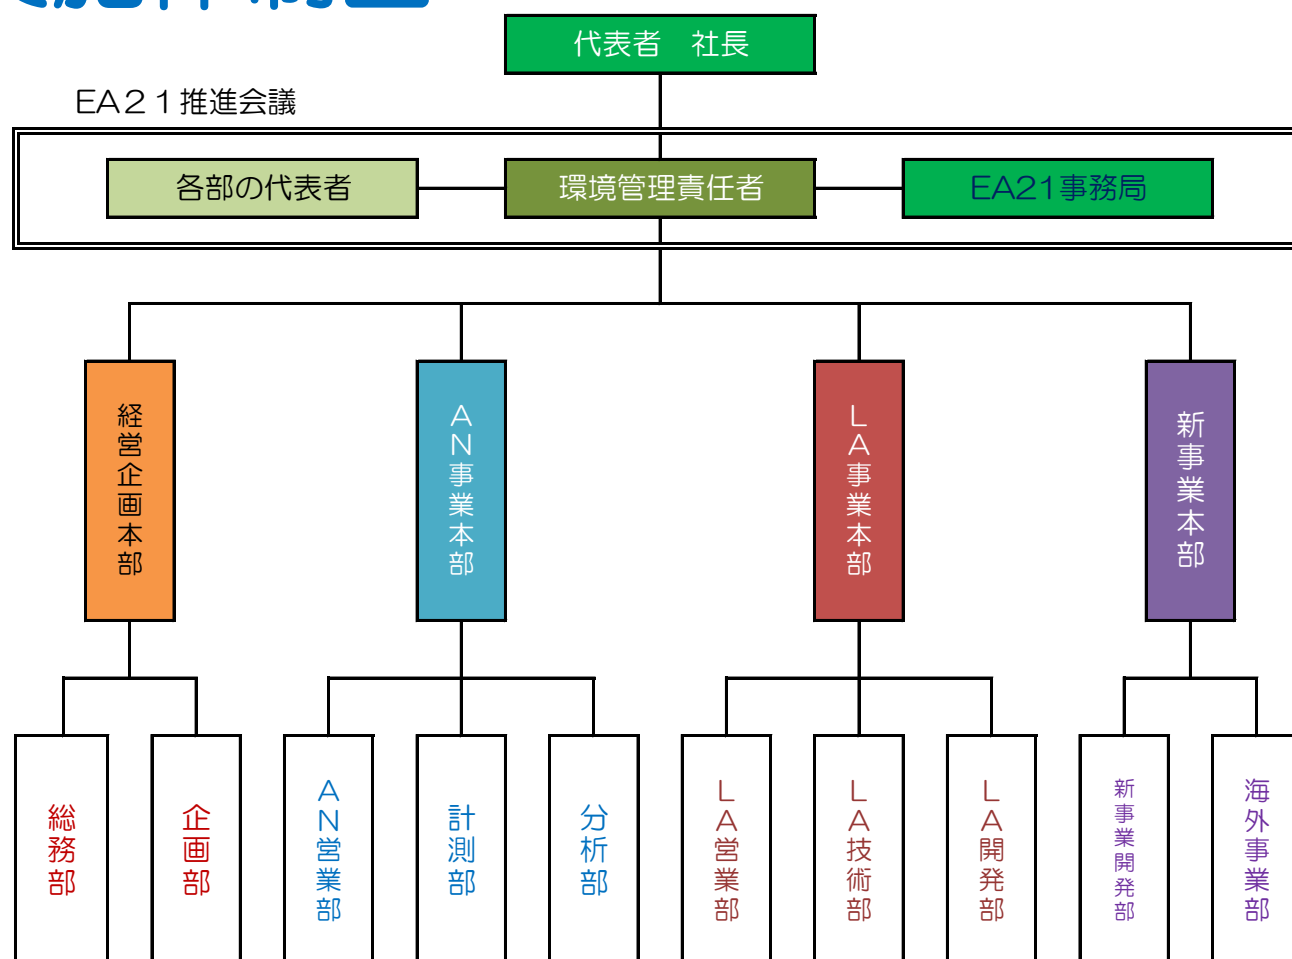 代表者　社長
EA２１推進会議
各部の代表者
環境管理責任者
EA21事務局
経営企画本部
ＡＮ事業本部
ＬＡ事業本部
新事業本部
総務部
企画部
ＡＮ営業部
計測部
分析部
ＬＡ営業部
ＬＡ技術部
ＬＡ開発部
新事業開発部
海外事業部